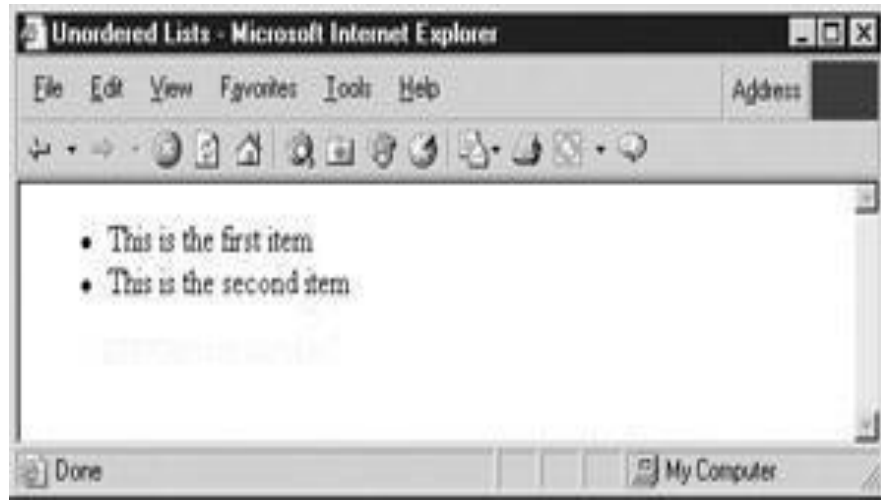 Unordered Lists - Microsoft Internet Explorer
File Edit View Favorites Tools Help Address
This is the first item
This is the second item
Done My Computer